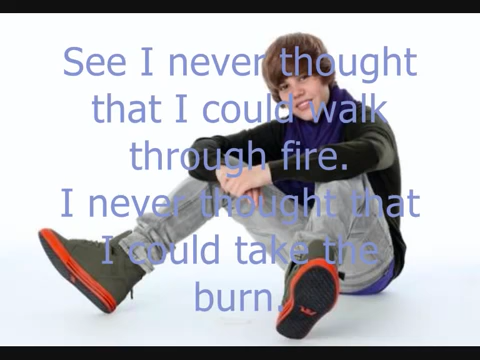 See I never thought
that I could walk
through fire.
I never thought that
I could take the
burn.